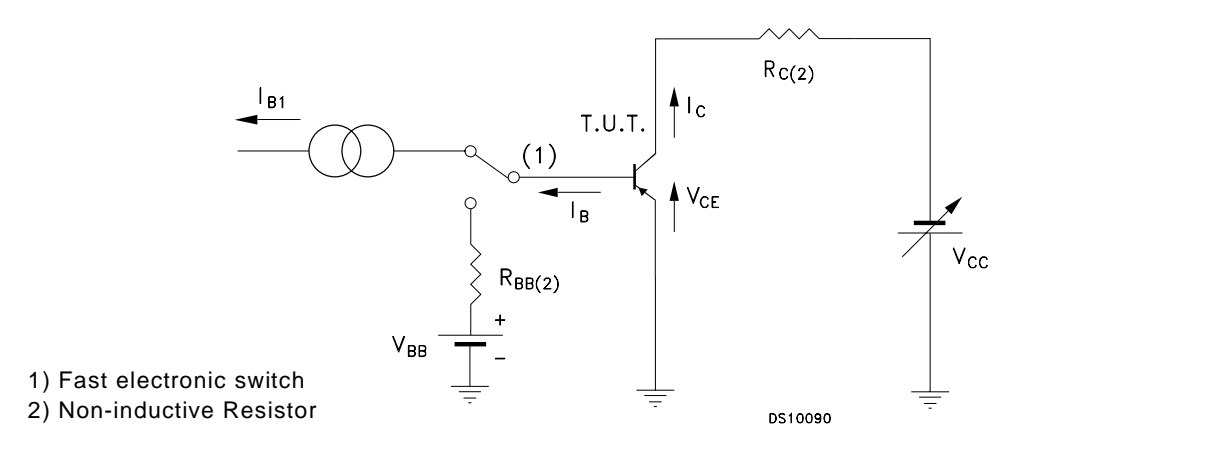 I_B1
R_C(2)
I_C
T.U.T.
(1)
I_B
V_CE
V_CC
R_BB(2)
+
V_BB
−
1) Fast electronic switch
2) Non-inductive Resistor
DS10090